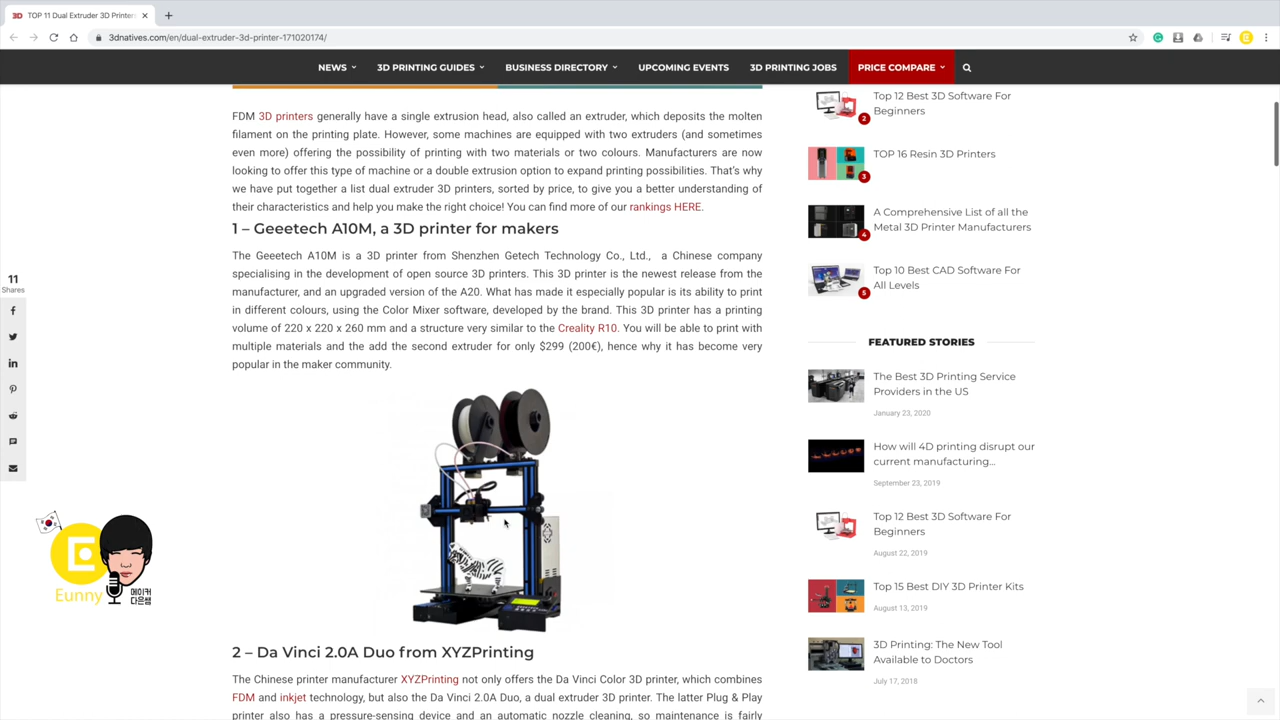 TOP 11 Dual Extruder 3D Printers
3dnatives.com/en/dual-extruder-3d-printer-171020174/
NEWS
3D PRINTING GUIDES
BUSINESS DIRECTORY
UPCOMING EVENTS
3D PRINTING JOBS
PRICE COMPARE
FDM 3D printers generally have a single extrusion head, also called an extruder, which deposits the molten
filament on the printing plate. However, some machines are equipped with two extruders (and sometimes
even more) offering the possibility of printing with two materials or two colours. Manufacturers are now
looking to offer this type of machine or a double extrusion option to expand printing possibilities. That's why
we have put together a list dual extruder 3D printers, sorted by price, to give you a better understanding of
their characteristics and help you make the right choice! You can find more of our rankings HERE.
1 – Geeetech A10M, a 3D printer for makers
The Geeetech A10M is a 3D printer from Shenzhen Getech Technology Co., Ltd., a Chinese company
specialising in the development of open source 3D printers. This 3D printer is the newest release from the
manufacturer, and an upgraded version of the A20. What has made it especially popular is its ability to print
in different colours, using the Color Mixer software, developed by the brand. This 3D printer has a printing
volume of 220 x 220 x 260 mm and a structure very similar to the Creality R10. You will be able to print with
multiple materials and the add the second extruder for only $299 (200€), hence why it has become very
popular in the maker community.
2 – Da Vinci 2.0A Duo from XYZPrinting
The Chinese printer manufacturer XYZPrinting not only offers the Da Vinci Color 3D printer, which combines
FDM and inkjet technology, but also the Da Vinci 2.0A Duo, a dual extruder 3D printer. The latter Plug & Play
printer also has a pressure-sensing device and an automatic nozzle cleaning, so maintenance is fairly
11
Shares
Eunny
메이커
다은쌤
2
Top 12 Best 3D Software For
Beginners
3
TOP 16 Resin 3D Printers
4
A Comprehensive List of all the
Metal 3D Printer Manufacturers
5
Top 10 Best CAD Software For
All Levels
FEATURED STORIES
The Best 3D Printing Service
Providers in the US
January 23, 2020
How will 4D printing disrupt our
current manufacturing...
September 23, 2019
Top 12 Best 3D Software For
Beginners
August 22, 2019
Top 15 Best DIY 3D Printer Kits
August 13, 2019
3D Printing: The New Tool
Available to Doctors
July 17, 2018